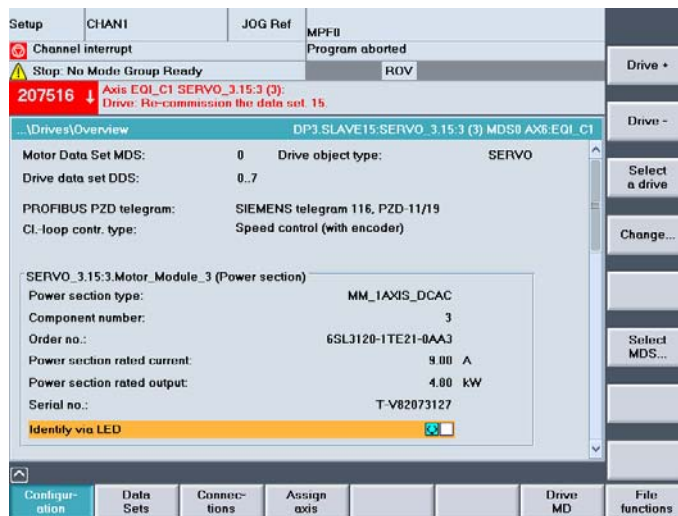 Setup CHAN1 JOG Ref MPF0
Channel interrupt Program aborted
Stop: No Mode Group Ready ROV
207516 Axis EQI_C1 SERVO_3.15:3 (3):
Drive: Re-commission the data set 15.
...\Drives\Overview DP3.SLAVE15:SERVO_3.15:3 (3) MDS0 AX6:EQI_C1
Motor Data Set MDS: 0 Drive object type: SERVO
Drive data set DDS: 0..7
PROFIBUS PZD telegram: SIEMENS telegram 116, PZD-11/19
Cl.-loop contr. type: Speed control (with encoder)
SERVO_3.15:3.Motor_Module_3 (Power section)
Power section type: MM_1AXIS_DCAC
Component number: 3
Order no.: 6SL3120-1TE21-0AA3
Power section rated current: 9.00 A
Power section rated output: 4.80 kW
Serial no.: T-V82073127
Identify via LED
Drive +
Drive -
Select
a drive
Change...
Select
MDS...
Configur-
ation
Data
Sets
Connec-
tions
Assign
axis
Drive
MD
File
functions